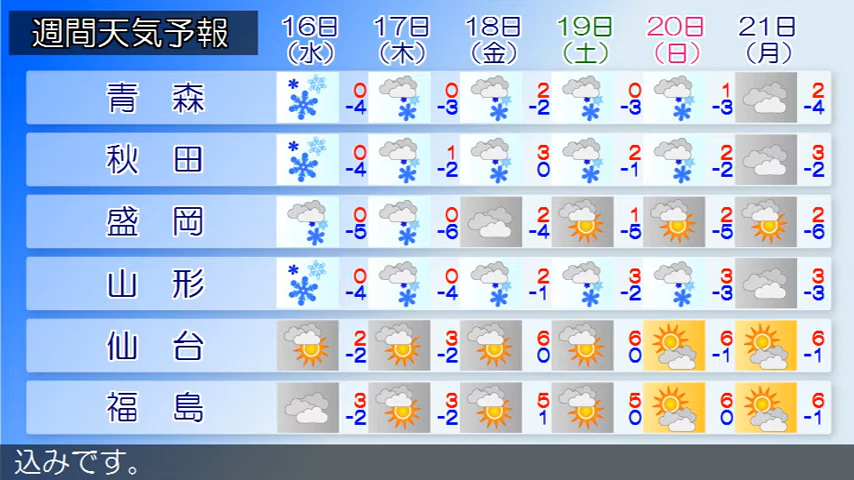 週間天気予報 16日 17日 18日 19日 20日 21日
(水) (木) (金) (土) (日) (月)
青森 0 -4 0 -3 2 -2 0 -3 1 -3 2 -4
秋田 0 -4 1 -2 3 0 2 -1 2 -2 3 -2
盛岡 0 -5 0 -6 2 -4 1 -5 2 -5 2 -6
山形 0 -4 0 -4 2 -1 3 -2 3 -3 3 -3
仙台 2 -2 3 -2 6 0 6 0 6 -1 6 -1
福島 3 -2 3 -2 5 1 5 0 6 0 6 -1
込みです。